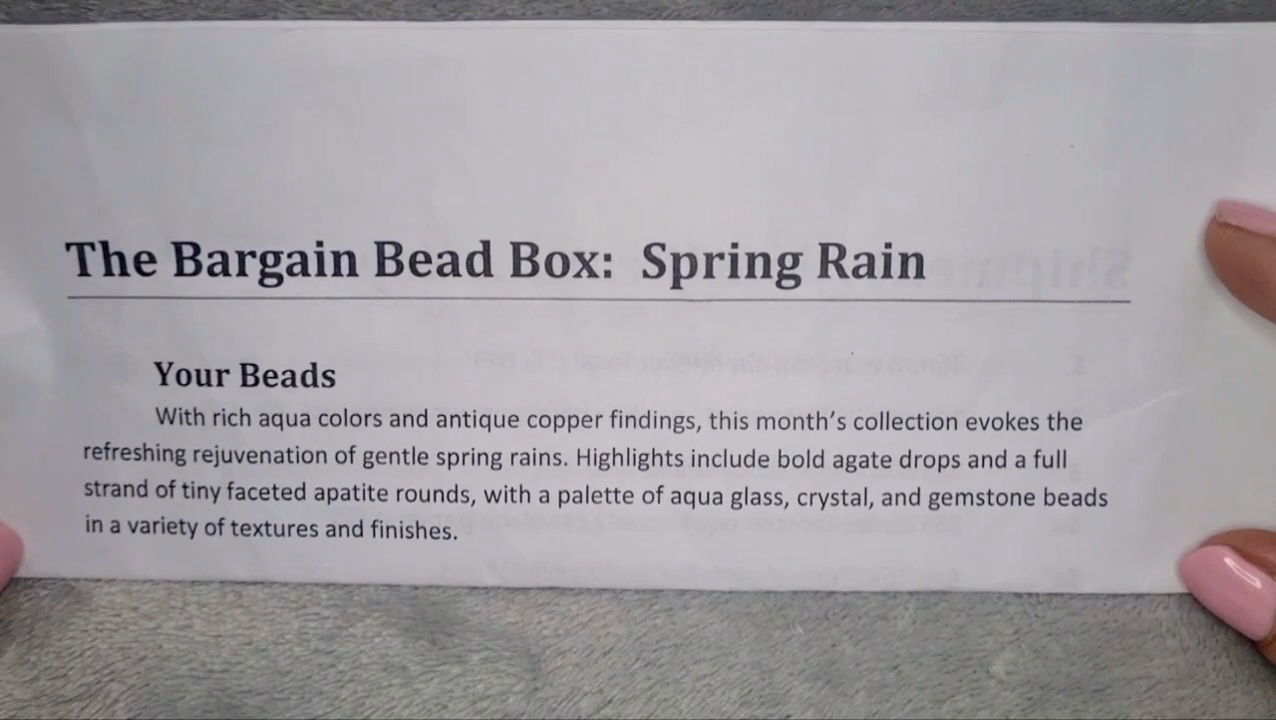 The Bargain Bead Box: Spring Rain
Your Beads
With rich aqua colors and antique copper findings, this month's collection evokes the
refreshing rejuvenation of gentle spring rains. Highlights include bold agate drops and a full
strand of tiny faceted apatite rounds, with a palette of aqua glass, crystal, and gemstone beads
in a variety of textures and finishes.